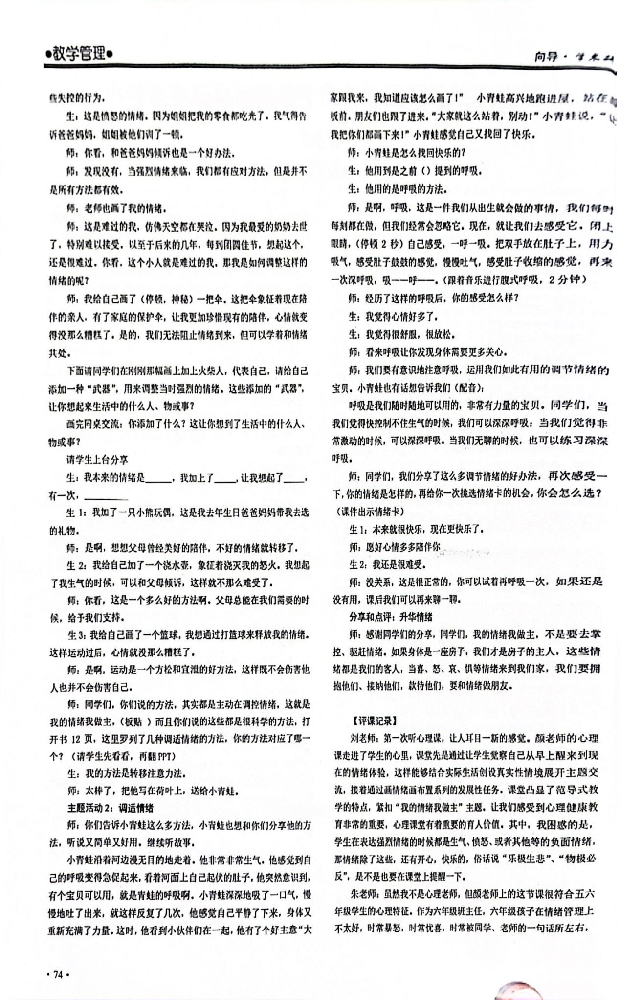 •教学管理•
向导·学术
些失控的行为。
生：这是愤怒的情绪。因为姐姐把我的零食都吃光了，我气得告
诉爸爸妈妈，姐姐被他们训了一顿。
师：你看，和爸爸妈妈倾诉也是一个好办法。
师：发现没有，当强烈情绪来临，我们都有应对方法，但是并不
是所有方法都有效。
师：老师也画了我的情绪。
师：这是难过的我，仿佛天空都在哭泣。因为我最爱的奶奶去世
了，特别难以接受。以至于后来的几年，每到团圆佳节，想起这个，
还是很难过。你看，这个小人就是难过的我。那我是如何调整这样的
情绪的呢？
师：我给自己画了（停顿，神秘）一把伞。这把伞象征着现在陪
伴的亲人，有了家庭的保护伞，让我更加珍惜现有的陪伴，心情就变
得没那么糟糕了。是的，我们无法阻止情绪到来，但可以学着和情绪
共处。
下面请同学们在刚刚那幅画上加上火柴人，代表自己，请给自己
添加一种“武器”，用来调整当时强烈的情绪。这些添加的“武器”，
让你想起来生活中的什么人、物或事？
画完同桌交流：你添加了什么？这让你想到了生活中的什么人、
物或事？
请学生上台分享
生：我本来的情绪是_____，我加上了____，让我想起了____，
有一次，________
生 1：我加了一只小熊玩偶，这是我去年生日爸爸妈妈带我去选
的礼物。
师：是啊，想想父母曾经美好的陪伴，不好的情绪就转移了。
生 2：我给自己加了一个浇水壶，象征着浇灭我的怒火。我想起
了我生气的时候，可以和父母倾诉，这样就不那么难受了。
师：你看，这是一个多么好的方法啊。父母总能在我们需要的时
候，给予我们支持。
生 3：我给自己画了一个篮球，我想通过打篮球来释放我的情绪。
这样运动过后，心情就没那么糟糕了。
师：是啊，运动是一个方松和宣泄的好方法，这样既不会伤害他
人也并不会伤害自己。
师：同学们，你们说的方法，其实都是主动在调控情绪，这就是
我的情绪我做主，（板贴 ）而且你们说的这些都是很科学的方法，打
开书 12 页，这里罗列了几种调适情绪的方法，你的方法对应了哪一
个？（请学生先看看，再翻 PPT）
生：我的方法是转移注意力法。
师：太棒了，把他写在荷叶上，送给小青蛙。
主题活动 2：调适情绪
师：你们告诉小青蛙这么多方法，小青蛙也想和你们分享他的方
法，听说又简单又好用。继续听故事。
小青蛙沿着河边漫无目的地走着。他非常非常生气。他感觉到自
己的呼吸变得急促起来，看着河面上自己起伏的肚子，他突然意识到，
有个宝贝可以用，就是青蛙的呼吸啊。小青蛙深深地吸了一口气，慢
慢地吐了出来，就这样反复了几次，他感觉自己平静了下来，身体又
重新充满了力量。这时，他看到小伙伴们在一起，他有了个好主意“大
家跟我来，我知道应该怎么画了！” 小青蛙高兴地跑进屋，站在
板前。朋友们也跟了进来。“大家就这么站着，别动！”小青蛙说，“让
我把你们都画下来！”小青蛙感觉自己又找回了快乐。
师：小青蛙是怎么找回快乐的？
生：他用到是之前（）提到的呼吸。
生：他用的是呼吸的方法。
师：是啊，呼吸，这是一件我们从出生就会做的事情，我们每时
每刻都在做，但我们经常会忽略它。现在，就让我们去感受它。闭上
眼睛，（停顿 2 秒）自己感受，一呼一吸。把双手放在肚子上，用力
吸气，感受肚子鼓鼓的感觉，慢慢吐气，感受肚子收缩的感觉，再来
一次深呼吸，吸——呼——。（跟着音乐进行腹式呼吸，2 分钟）
师：经历了这样的呼吸后，你的感受怎么样？
生：我觉得心情好多了。
生：我觉得很舒服，很放松。
师：看来呼吸让你发现身体需要更多关心。
师：我们要有意识地注意呼吸，运用我们如此有用的调节情绪的
宝贝。小青蛙也有话想告诉我们（配音）：
呼吸是我们随时随地可以用的，非常有力量的宝贝。同学们，当
我们觉得快控制不住生气的时候，我们可以深深呼吸；当我们觉得非
常激动的时候，可以深深呼吸。当我们无聊的时候，也可以练习深深
呼吸。
师：同学们，我们分享了这么多调节情绪的好办法，再次感受一
下，你的情绪是怎样的，再给你一次挑选情绪卡的机会，你会怎么选？
（课件出示情绪卡）
生 1：本来就很快乐，现在更快乐了。
师：愿好心情多多陪伴你
生 2：我还是很难受。
师：没关系，这是很正常的，你可以试着再呼吸一次，如果还是
没有用，课后我们可以再来聊一聊。
分享和点评：升华情绪
师：感谢同学们的分享，同学们，我的情绪我做主，不是要去掌
控、驱赶情绪。如果身体是一座房子，我们才是房子的主人，这些情
绪都是我们的客人，当喜、怒、哀、惧等情绪来到我们家，我们要拥
抱他们、接纳他们，款待他们，要和情绪做朋友。
【评课记录】
刘老师：第一次听心理课，让人耳目一新的感觉。颜老师的心理
课走进了学生的心里，课堂先是通过让学生觉察自己从早上醒来到现
在的情绪体验，这样能够结合实际生活创设真实性情境展开主题交
流，接着通过画情绪画布置系列的发展性任务。课堂凸显了范导式教
学的特点，紧扣“我的情绪我做主”主题。让我们感受到心理健康教
育非常的重要，心理课堂有着重要的育人价值。其中，我困惑的是，
学生在表达强烈情绪的时候都是生气、愤怒、或者其他等的负面情绪，
那情绪除了这些，还有开心，快乐的，俗话说“乐极生悲”、“物极必
反”，是不是也要在课堂上提醒一下。
朱老师：虽然我不是心理老师，但颜老师上的这节课很符合五六
年级学生的心理特征。作为六年级班主任，六年级孩子在情绪管理上
不太好，时常暴怒，时常忧喜，时常被同学、老师的一句话所左右，
·74·